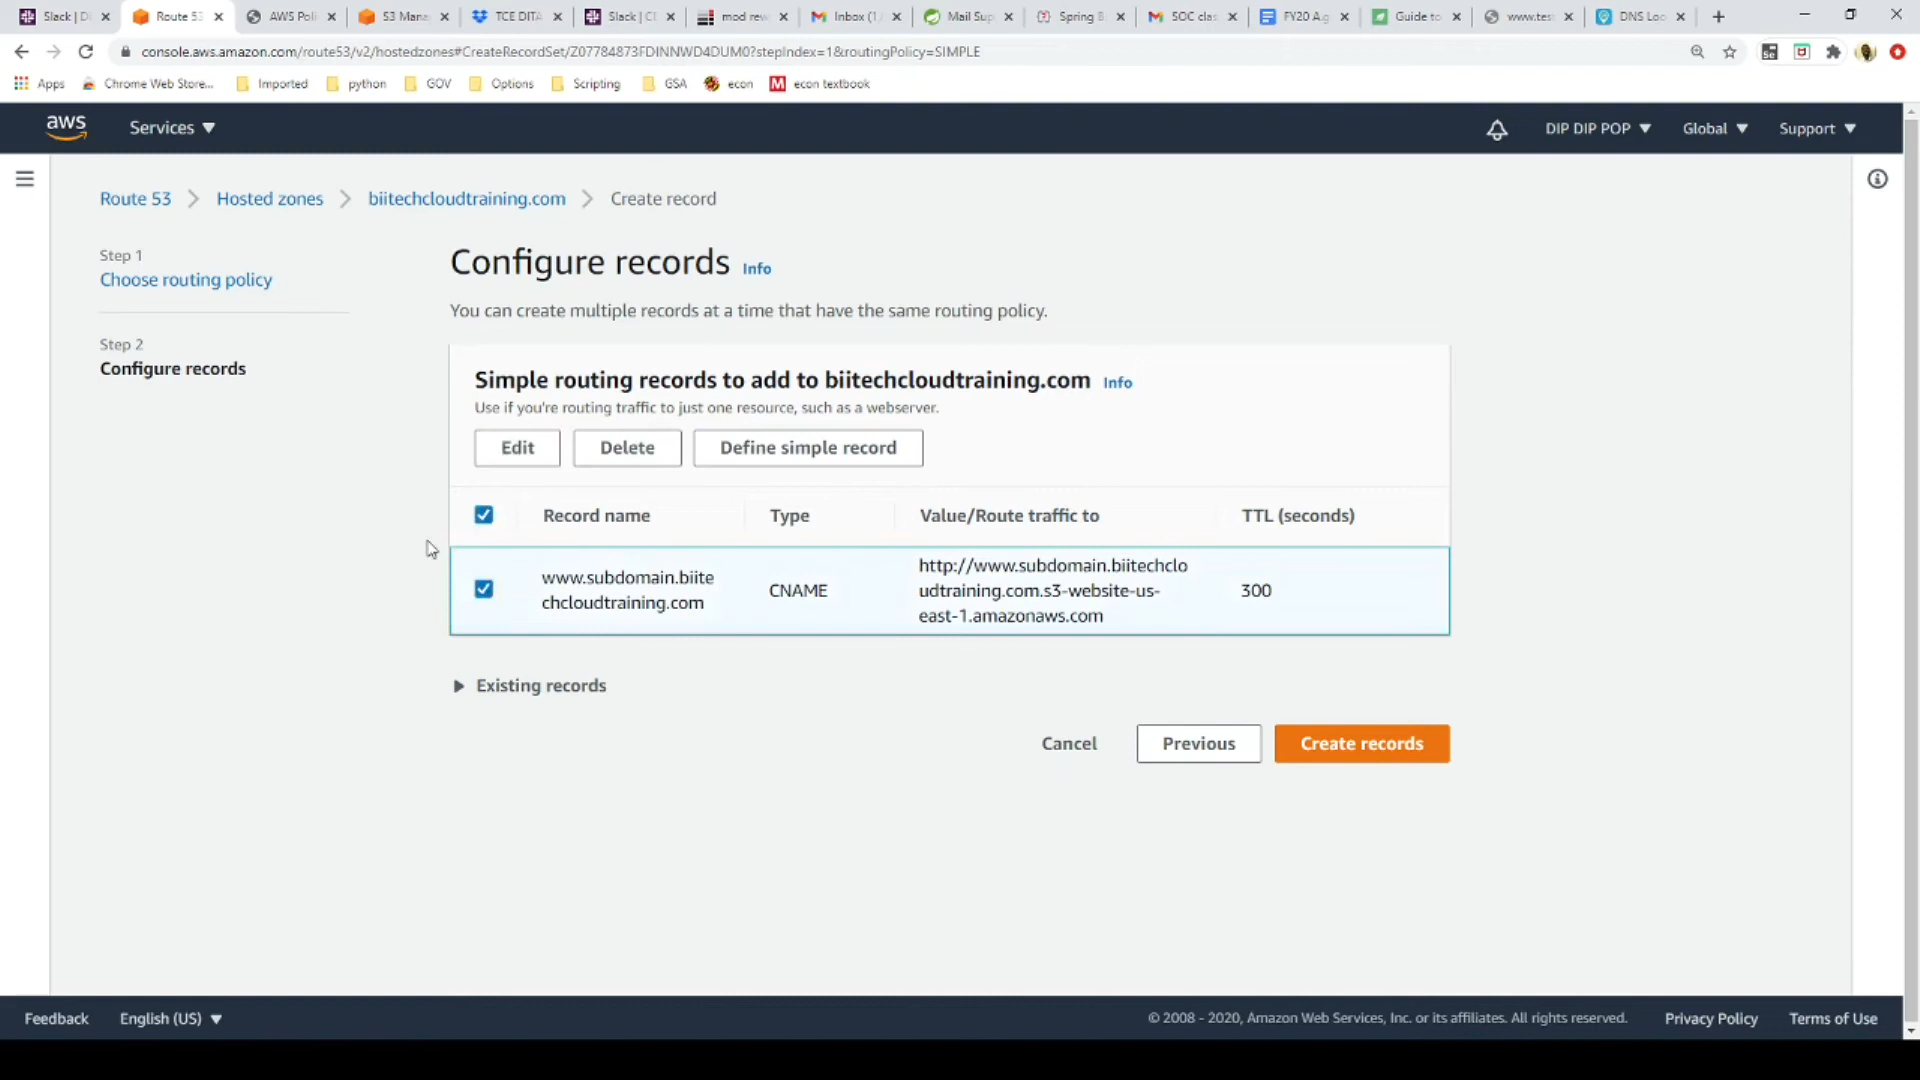 Slack | D
Route 53
AWS Poli
S3 Mana
TCE DITA
Slack | C
mod rew
Inbox (1
Mail Sup
Spring B
SOC clas
FY20 Ag
Guide to
www.tes
DNS Loo
console.aws.amazon.com/route53/v2/hostedzones#CreateRecordSet/Z07784873FDINNWD4DUM0?stepIndex=1&routingPolicy=SIMPLE
Apps
Chrome Web Store...
Imported
python
GOV
Options
Scripting
GSA
econ
econ textbook
aws
Services
DIP DIP POP
Global
Support
Route 53
Hosted zones
biitechcloudtraining.com
Create record
Step 1
Choose routing policy
Step 2
Configure records
Configure records Info
You can create multiple records at a time that have the same routing policy.
Simple routing records to add to biitechcloudtraining.com Info
Use if you're routing traffic to just one resource, such as a webserver.
Edit
Delete
Define simple record
Record name
Type
Value/Route traffic to
TTL (seconds)
www.subdomain.biite
chcloudtraining.com
CNAME
http://www.subdomain.biitechclo
udtraining.com.s3-website-us-
east-1.amazonaws.com
300
Existing records
Cancel
Previous
Create records
Feedback
English (US)
© 2008 - 2020, Amazon Web Services, Inc. or its affiliates. All rights reserved.
Privacy Policy
Terms of Use